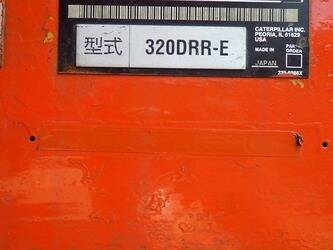 型式 320DRR-E
CATERPILLAR INC.
PEORIA, IL 61629
USA
MADE IN
JAPAN